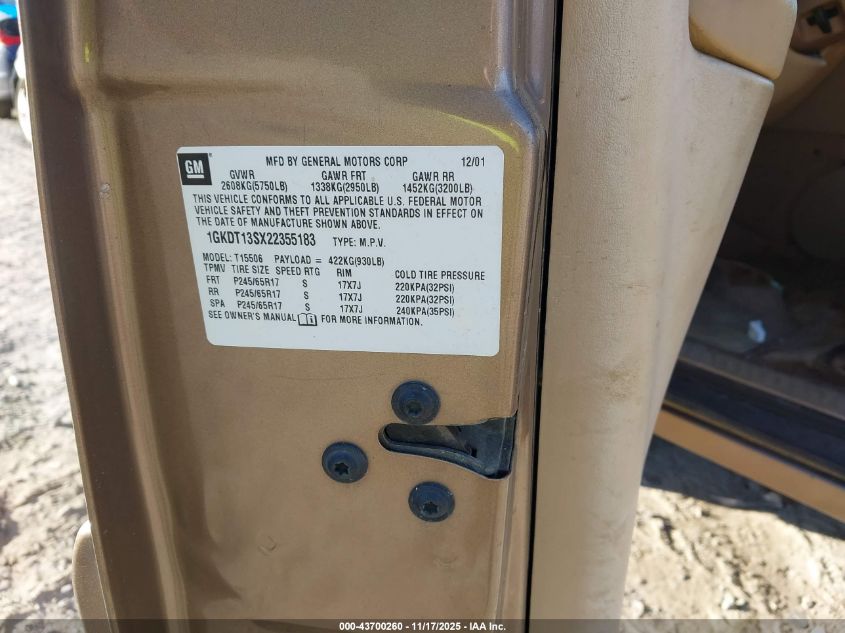 GM
MFD BY GENERAL MOTORS CORP 12/01
GVWR GAWR FRT GAWR RR
2608KG(5750LB) 1338KG(2950LB) 1452KG(3200LB)
THIS VEHICLE CONFORMS TO ALL APPLICABLE U.S. FEDERAL MOTOR
VEHICLE SAFETY AND THEFT PREVENTION STANDARDS IN EFFECT ON
THE DATE OF MANUFACTURE SHOWN ABOVE.
1GKDT13SX22355183 TYPE: M.P.V.
MODEL: T15506 PAYLOAD = 422KG(930LB)
TPMV TIRE SIZE SPEED RTG RIM COLD TIRE PRESSURE
FRT P245/65R17 S 17X7J 220KPA(32PSI)
RR P245/65R17 S 17X7J 220KPA(32PSI)
SPA P245/65R17 S 17X7J 240KPA(35PSI)
SEE OWNER'S MANUAL FOR MORE INFORMATION.
000-43700260 - 11/17/2025 - IAA Inc.